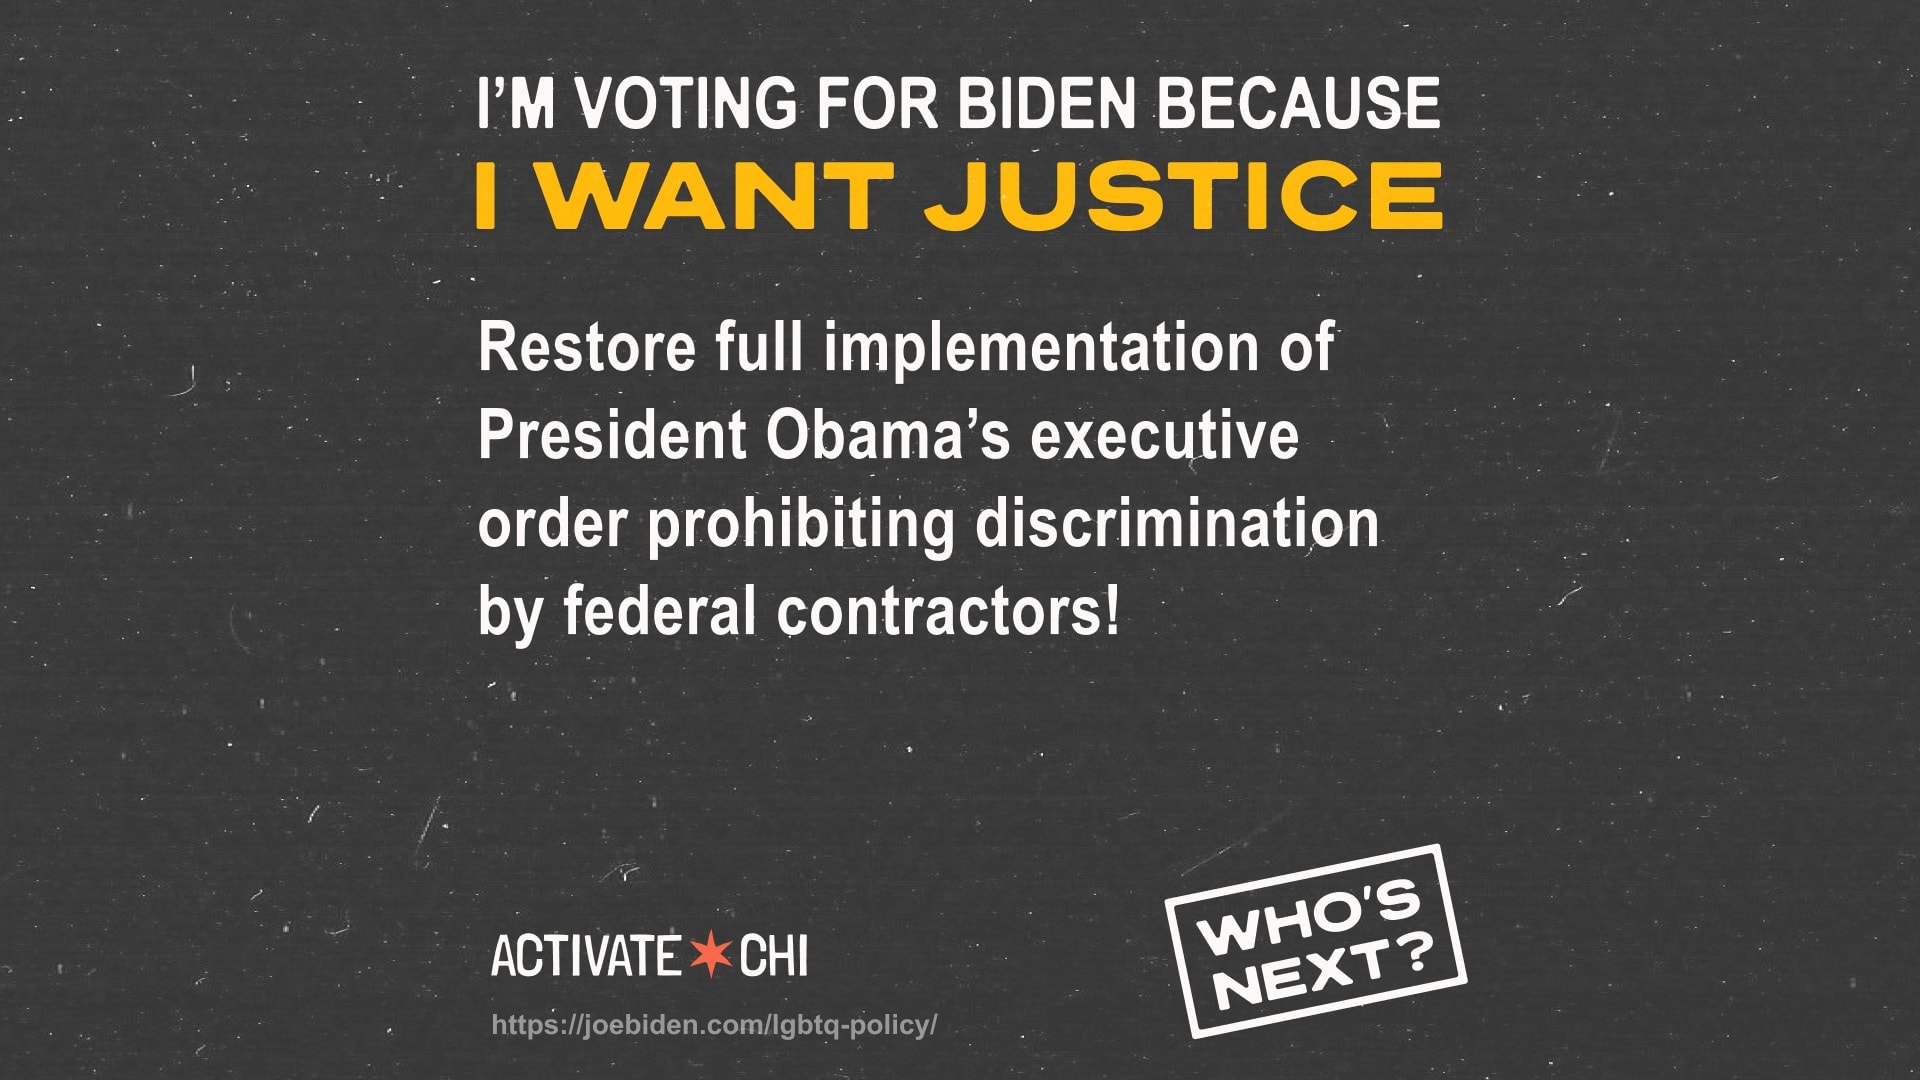 I’M VOTING FOR BIDEN BECAUSE
I WANT JUSTICE
Restore full implementation of
President Obama’s executive
order prohibiting discrimination
by federal contractors!
ACTIVATE CHI
https://joebiden.com/lgbtq-policy/
WHO'S
NEXT?